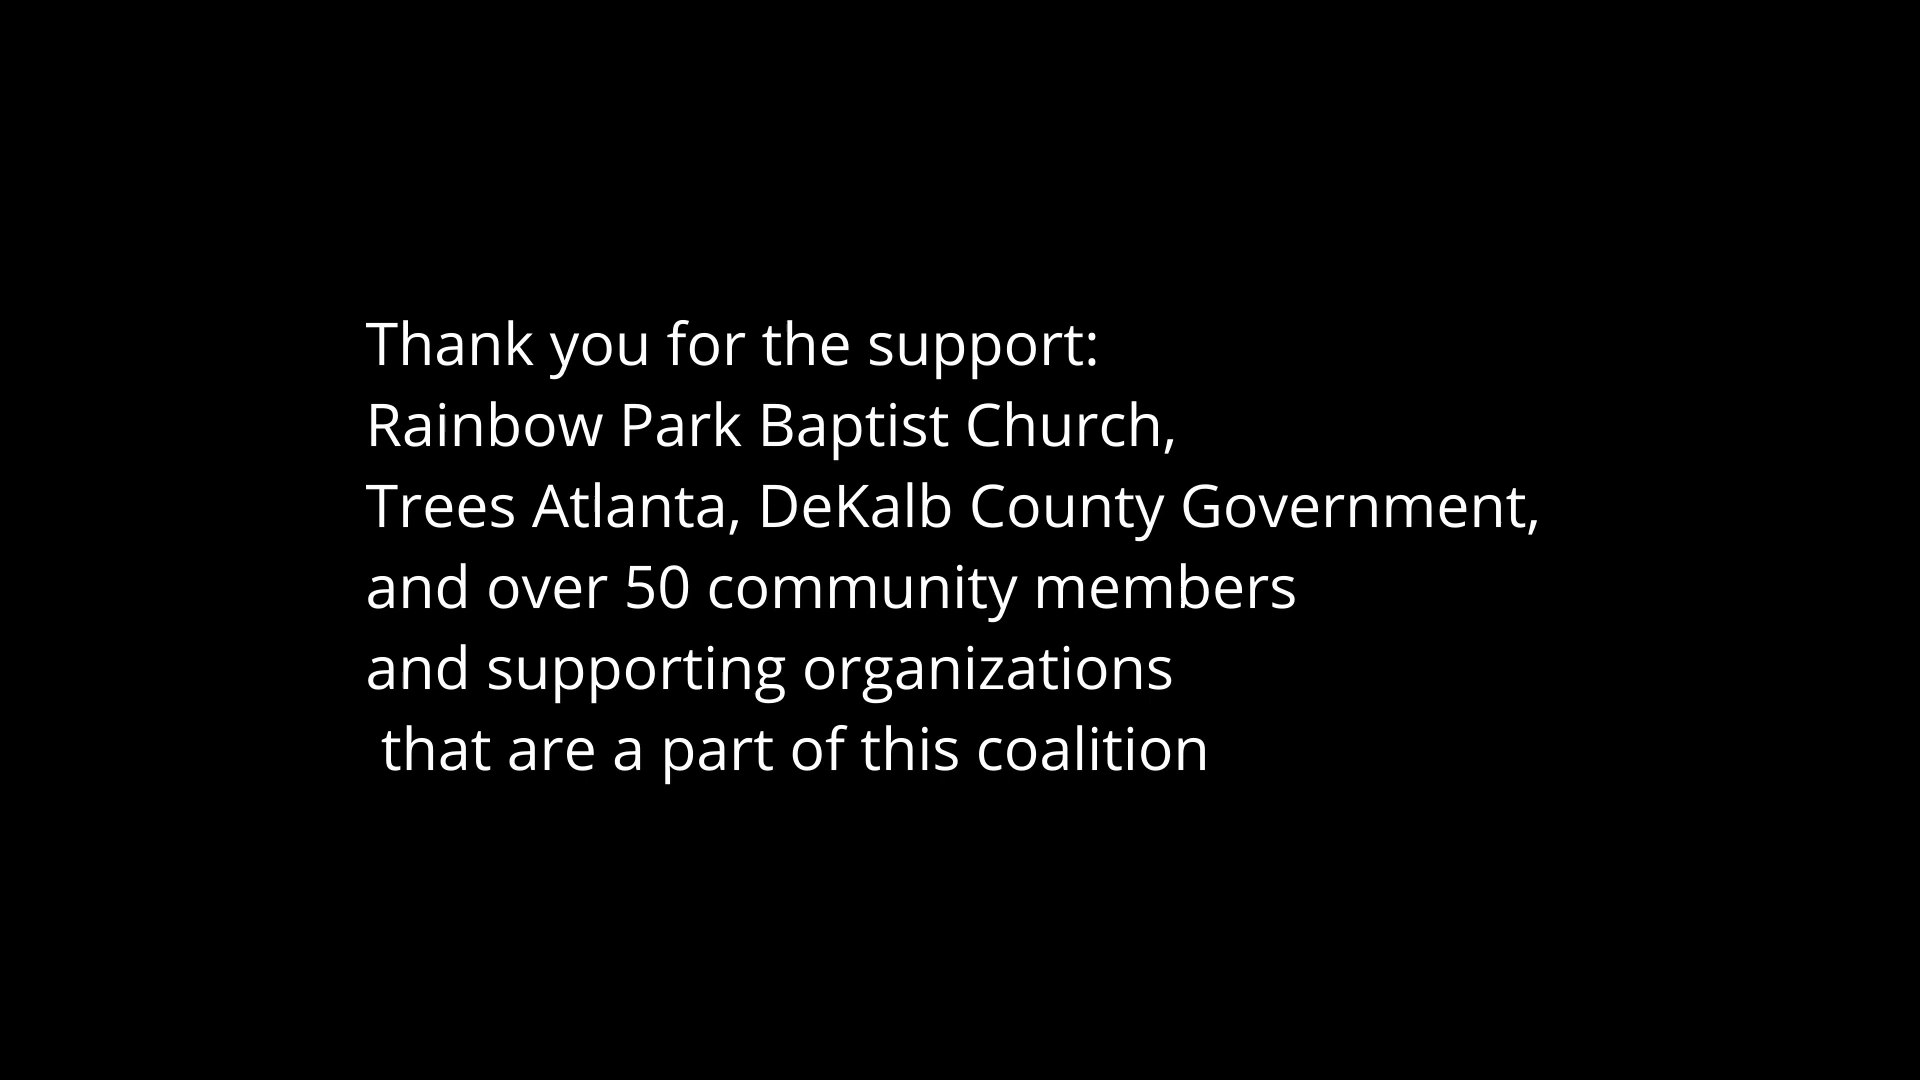 Thank you for the support:
Rainbow Park Baptist Church,
Trees Atlanta, DeKalb County Government,
and over 50 community members
and supporting organizations
that are a part of this coalition